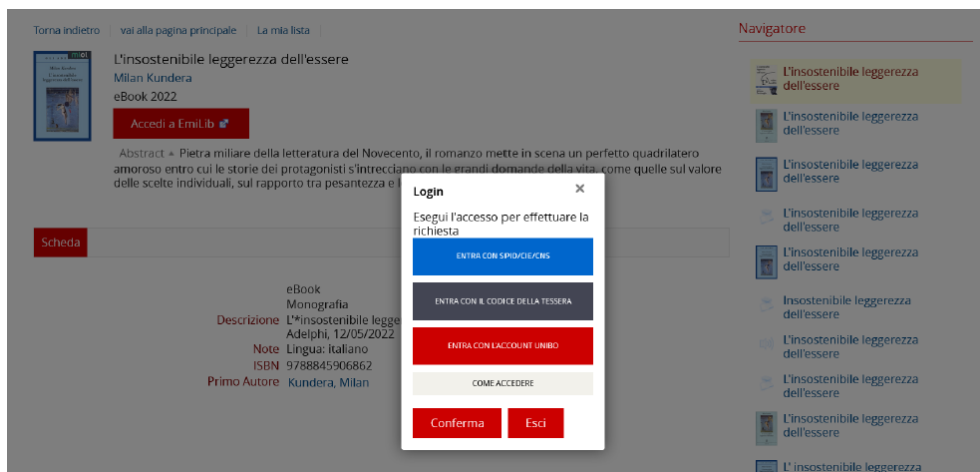 Torna indietro
vai alla pagina principale
La mia lista
L'insostenibile leggerezza dell'essere
Milan Kundera
eBook 2022
Accedi a EmiLib
Abstract Pietra miliare della letteratura del Novecento, il romanzo mette in scena un perfetto quadrilatero
amoroso entro cui le storie dei protagonisti s'intrecciano con le grandi domande della vita, come quelle sul valore
delle scelte individuali, sul rapporto tra pesantezza e
Scheda
eBook
Monografia
Descrizione L'*insostenibile legge
Adelphi, 12/05/2022
Note Lingua: italiano
ISBN 9788845906862
Primo Autore Kundera, Milan
Login ×
Esegui l'accesso per effettuare la
richiesta
ENTRA CON SPID/CIE/CNS
ENTRA CON IL CODICE DELLA TESSERA
ENTRA CON L'ACCOUNT UNIBO
COME ACCEDERE
Conferma
Esci
Navigatore
L'insostenibile leggerezza
dell'essere
L'insostenibile leggerezza
dell'essere
L'insostenibile leggerezza
dell'essere
L'insostenibile leggerezza
dell'essere
L'insostenibile leggerezza
dell'essere
Insostenibile leggerezza
dell'essere
L'insostenibile leggerezza
dell'essere
L'insostenibile leggerezza
dell'essere
L'insostenibile leggerezza
dell'essere
L' insostenibile leggerezza